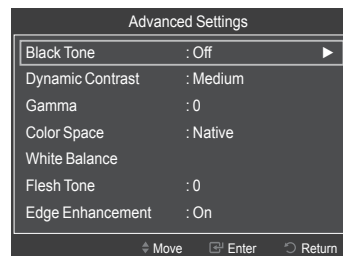 Advanced Settings
Black Tone : Off ►
Dynamic Contrast : Medium
Gamma : 0
Color Space : Native
White Balance
Flesh Tone : 0
Edge Enhancement : On
Move Enter Return